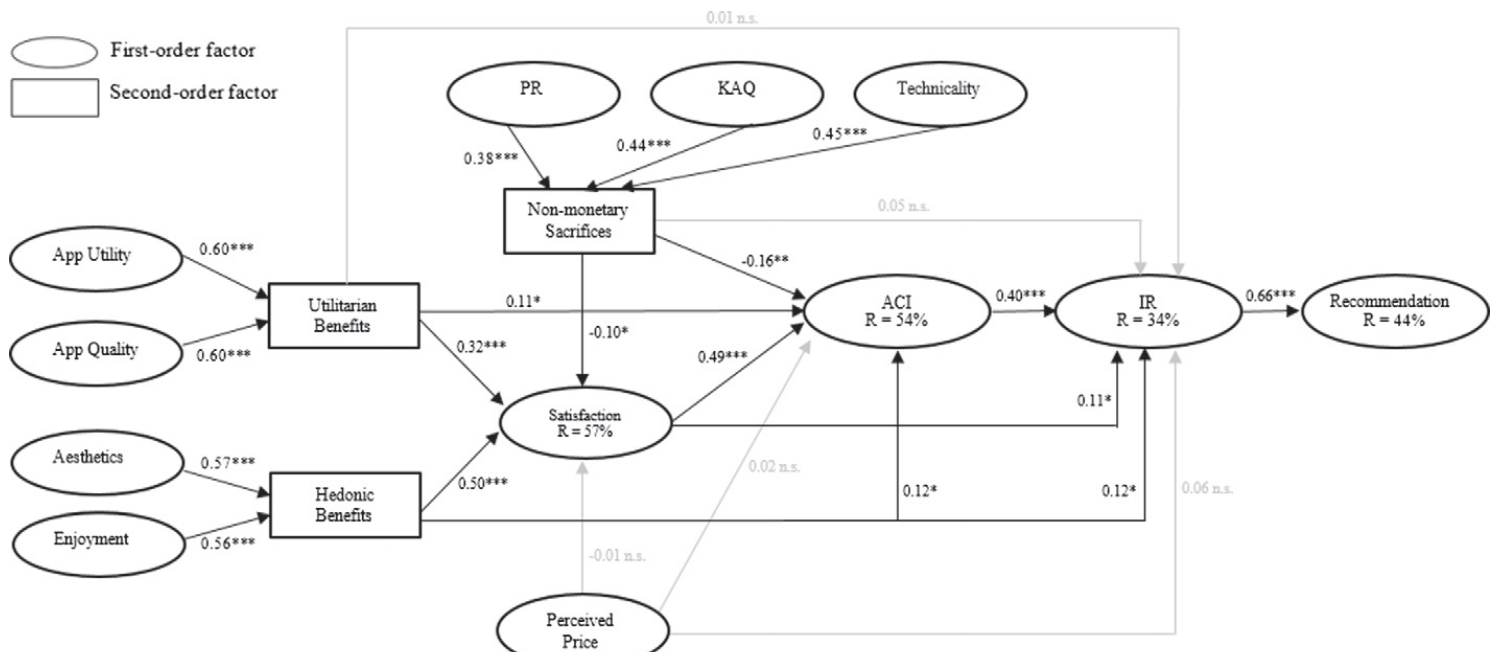 0.01 n.s.
First-order factor
Second-order factor
PR
KAQ
Technicality
0.38***
0.44***
0.45***
Non-monetary
Sacrifices
0.05 n.s.
App Utility
0.60***
-0.16**
Utilitarian
Benefits
0.11*
ACI
R = 54%
0.40***
IR
R = 34%
0.66***
Recommendation
R = 44%
App Quality
0.60***
-0.10*
0.32***
0.49***
Satisfaction
R = 57%
0.11*
Aesthetics
0.57***
0.50***
0.02 n.s.
Hedonic
Benefits
0.12*
0.12*
0.06 n.s.
Enjoyment
0.56***
-0.01 n.s.
Perceived
Price